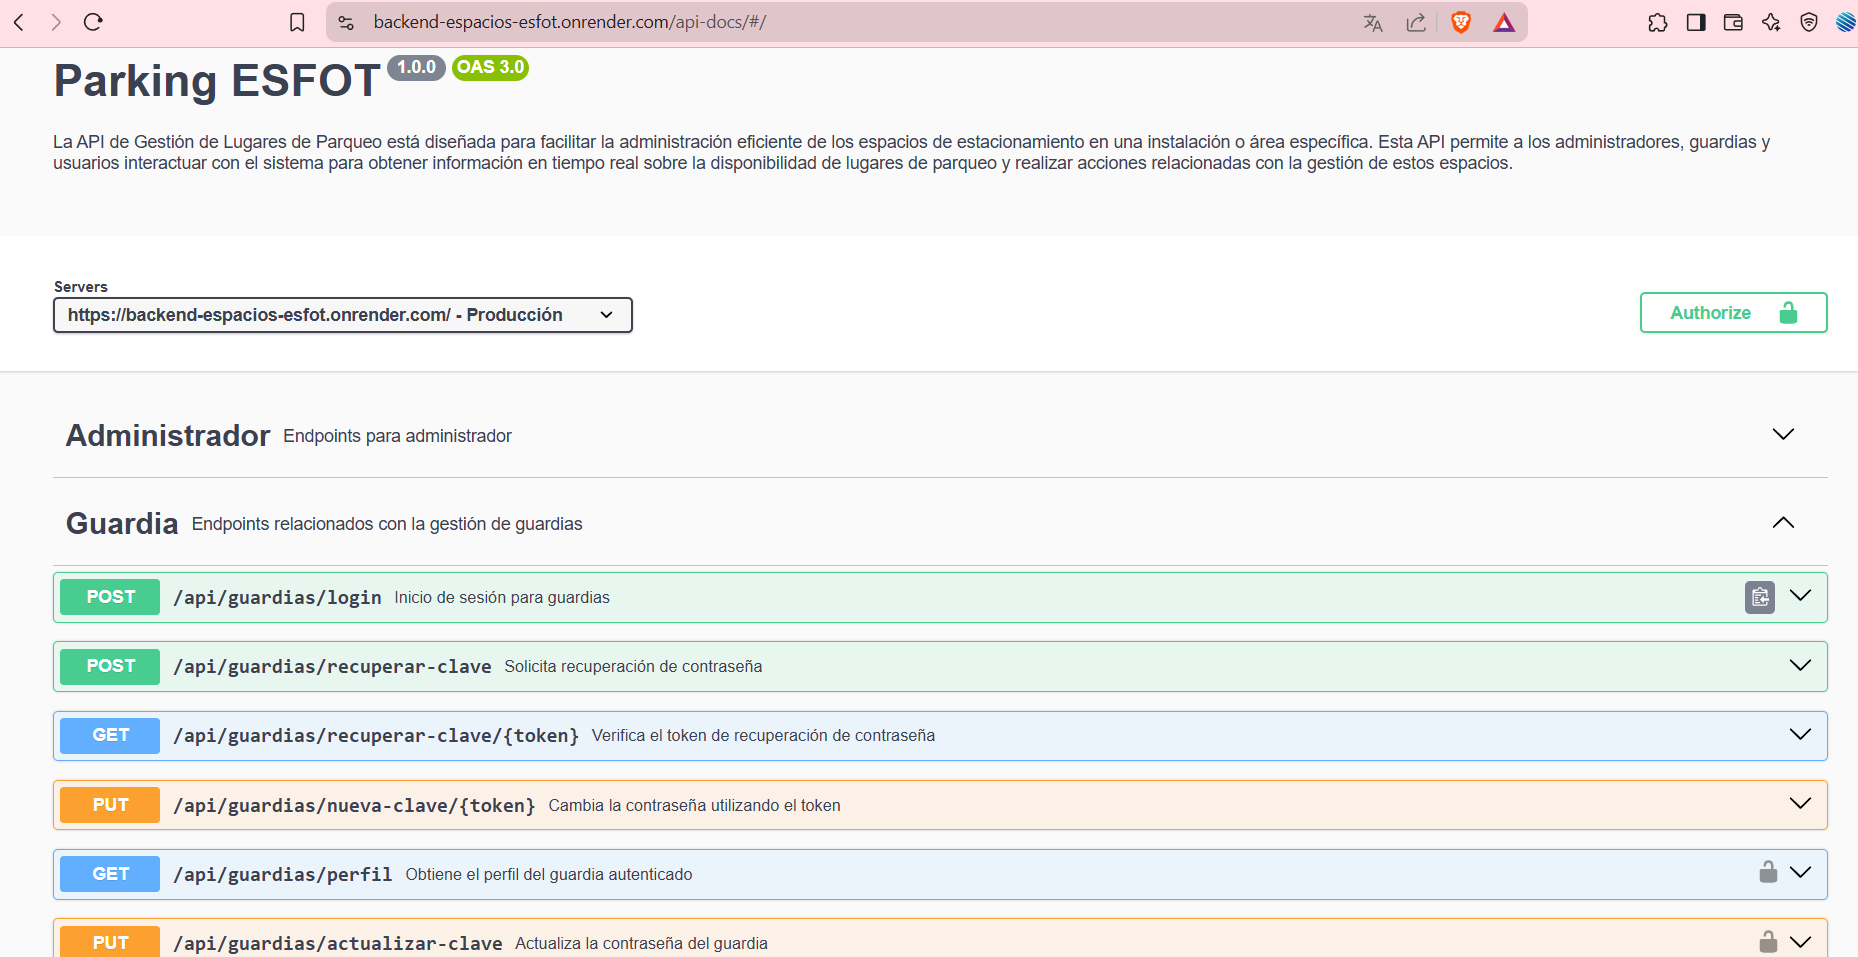 backend-espacios-esfot.onrender.com/api-docs/#/
Parking ESFOT 1.0.0 OAS 3.0
La API de Gestión de Lugares de Parqueo está diseñada para facilitar la administración eficiente de los espacios de estacionamiento en una instalación o área específica. Esta API permite a los administradores, guardias y
usuarios interactuar con el sistema para obtener información en tiempo real sobre la disponibilidad de lugares de parqueo y realizar acciones relacionadas con la gestión de estos espacios.
Servers
https://backend-espacios-esfot.onrender.com/ - Producción
Authorize
Administrador Endpoints para administrador
Guardia Endpoints relacionados con la gestión de guardias
POST /api/guardias/login Inicio de sesión para guardias
POST /api/guardias/recuperar-clave Solicita recuperación de contraseña
GET /api/guardias/recuperar-clave/{token} Verifica el token de recuperación de contraseña
PUT /api/guardias/nueva-clave/{token} Cambia la contraseña utilizando el token
GET /api/guardias/perfil Obtiene el perfil del guardia autenticado
PUT /api/guardias/actualizar-clave Actualiza la contraseña del guardia